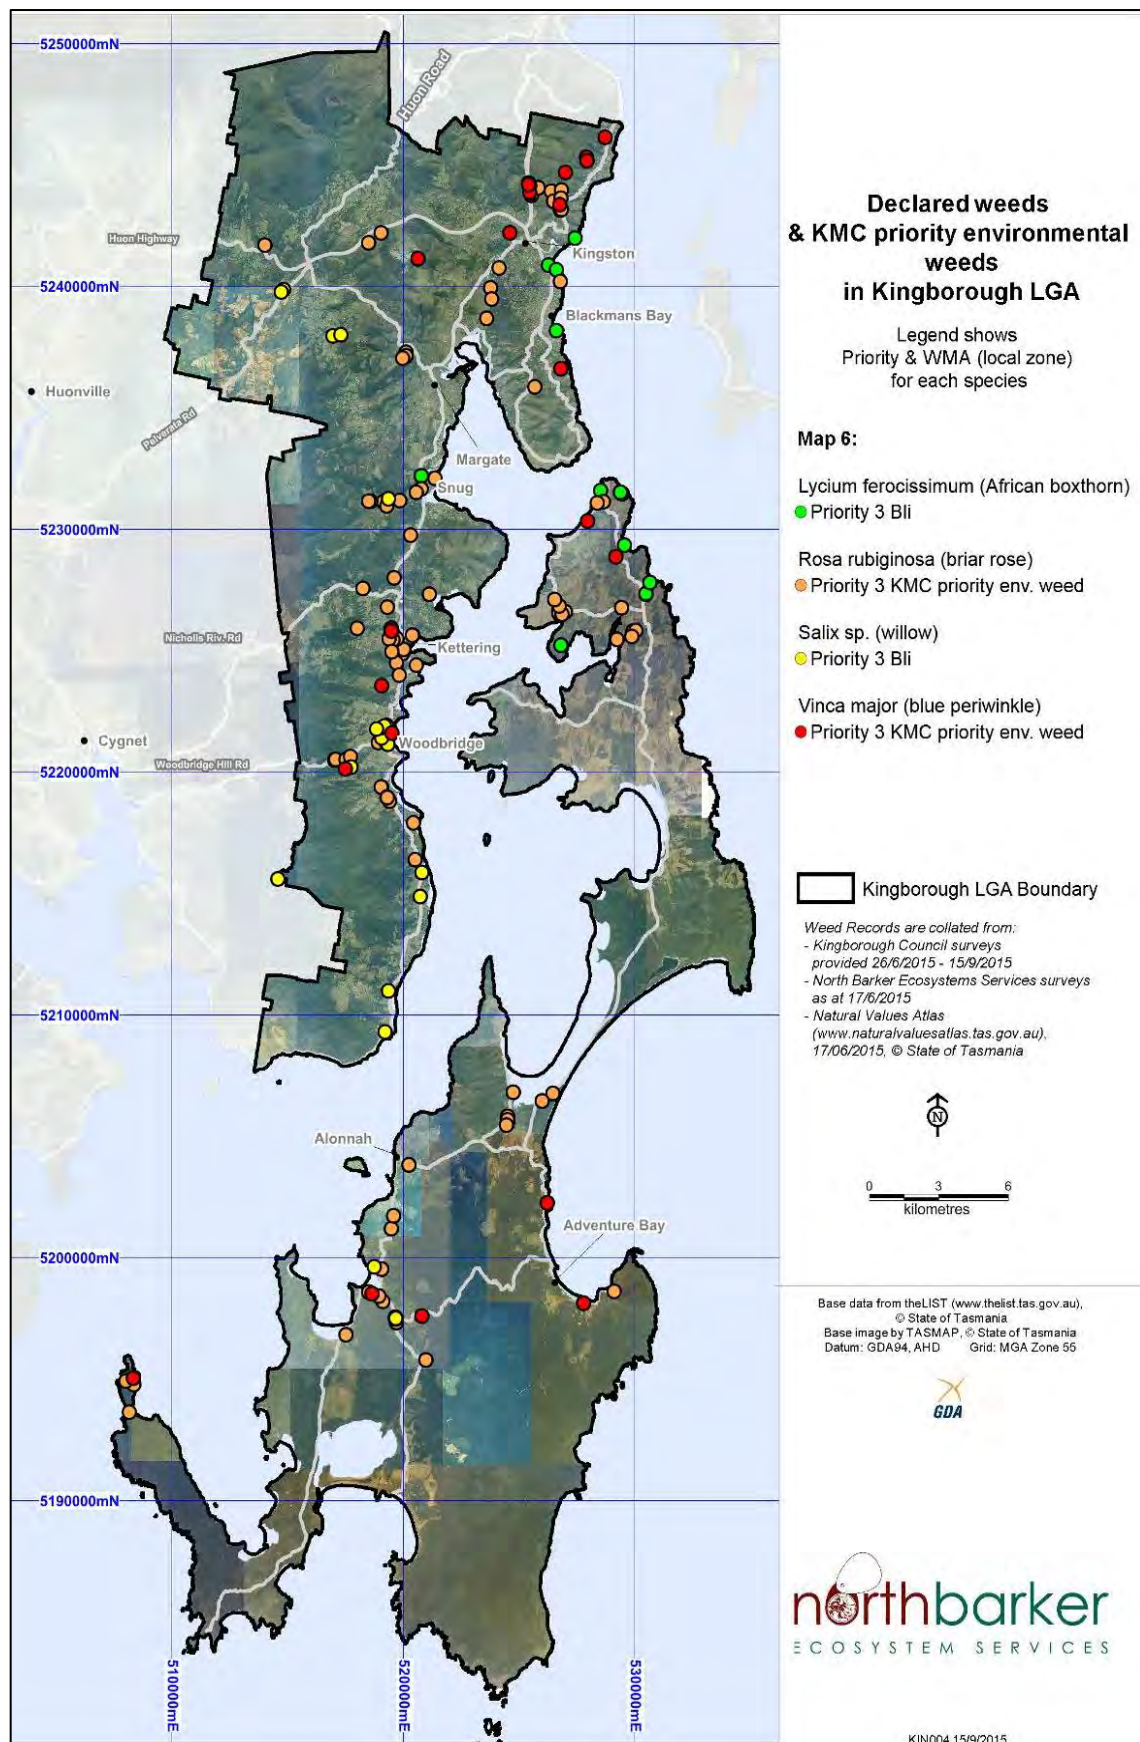 5250000mN
Huon Road
Huon Highway
Kingston
5240000mN
Blackmans Bay
Huonville
Pelverata Rd
Margate
Snug
5230000mN
Nicholls Riv. Rd
Kettering
Cygnet
Woodbridge
Woodbridge Hill Rd
5220000mN
5210000mN
Alonnah
Adventure Bay
5200000mN
5190000mN
510000mE
520000mE
530000mE
Declared weeds
& KMC priority environmental
weeds
in Kingborough LGA
Legend shows
Priority & WMA (local zone)
for each species
Map 6:
Lycium ferocissimum (African boxthorn)
Priority 3 Bli
Rosa rubiginosa (briar rose)
Priority 3 KMC priority env. weed
Salix sp. (willow)
Priority 3 Bli
Vinca major (blue periwinkle)
Priority 3 KMC priority env. weed
Kingborough LGA Boundary
Weed Records are collated from:
- Kingborough Council surveys
provided 26/6/2015 - 15/9/2015
- North Barker Ecosystems Services surveys
as at 17/6/2015
- Natural Values Atlas
(www.naturalvaluesatlas.tas.gov.au),
17/06/2015, © State of Tasmania
N
0 3 6
kilometres
Base data from theLIST (www.thelist.tas.gov.au),
© State of Tasmania
Base image by TASMAP, © State of Tasmania
Datum: GDA94, AHD Grid: MGA Zone 55
GDA
northbarker
ECOSYSTEM SERVICES
KIN004 15/9/2015